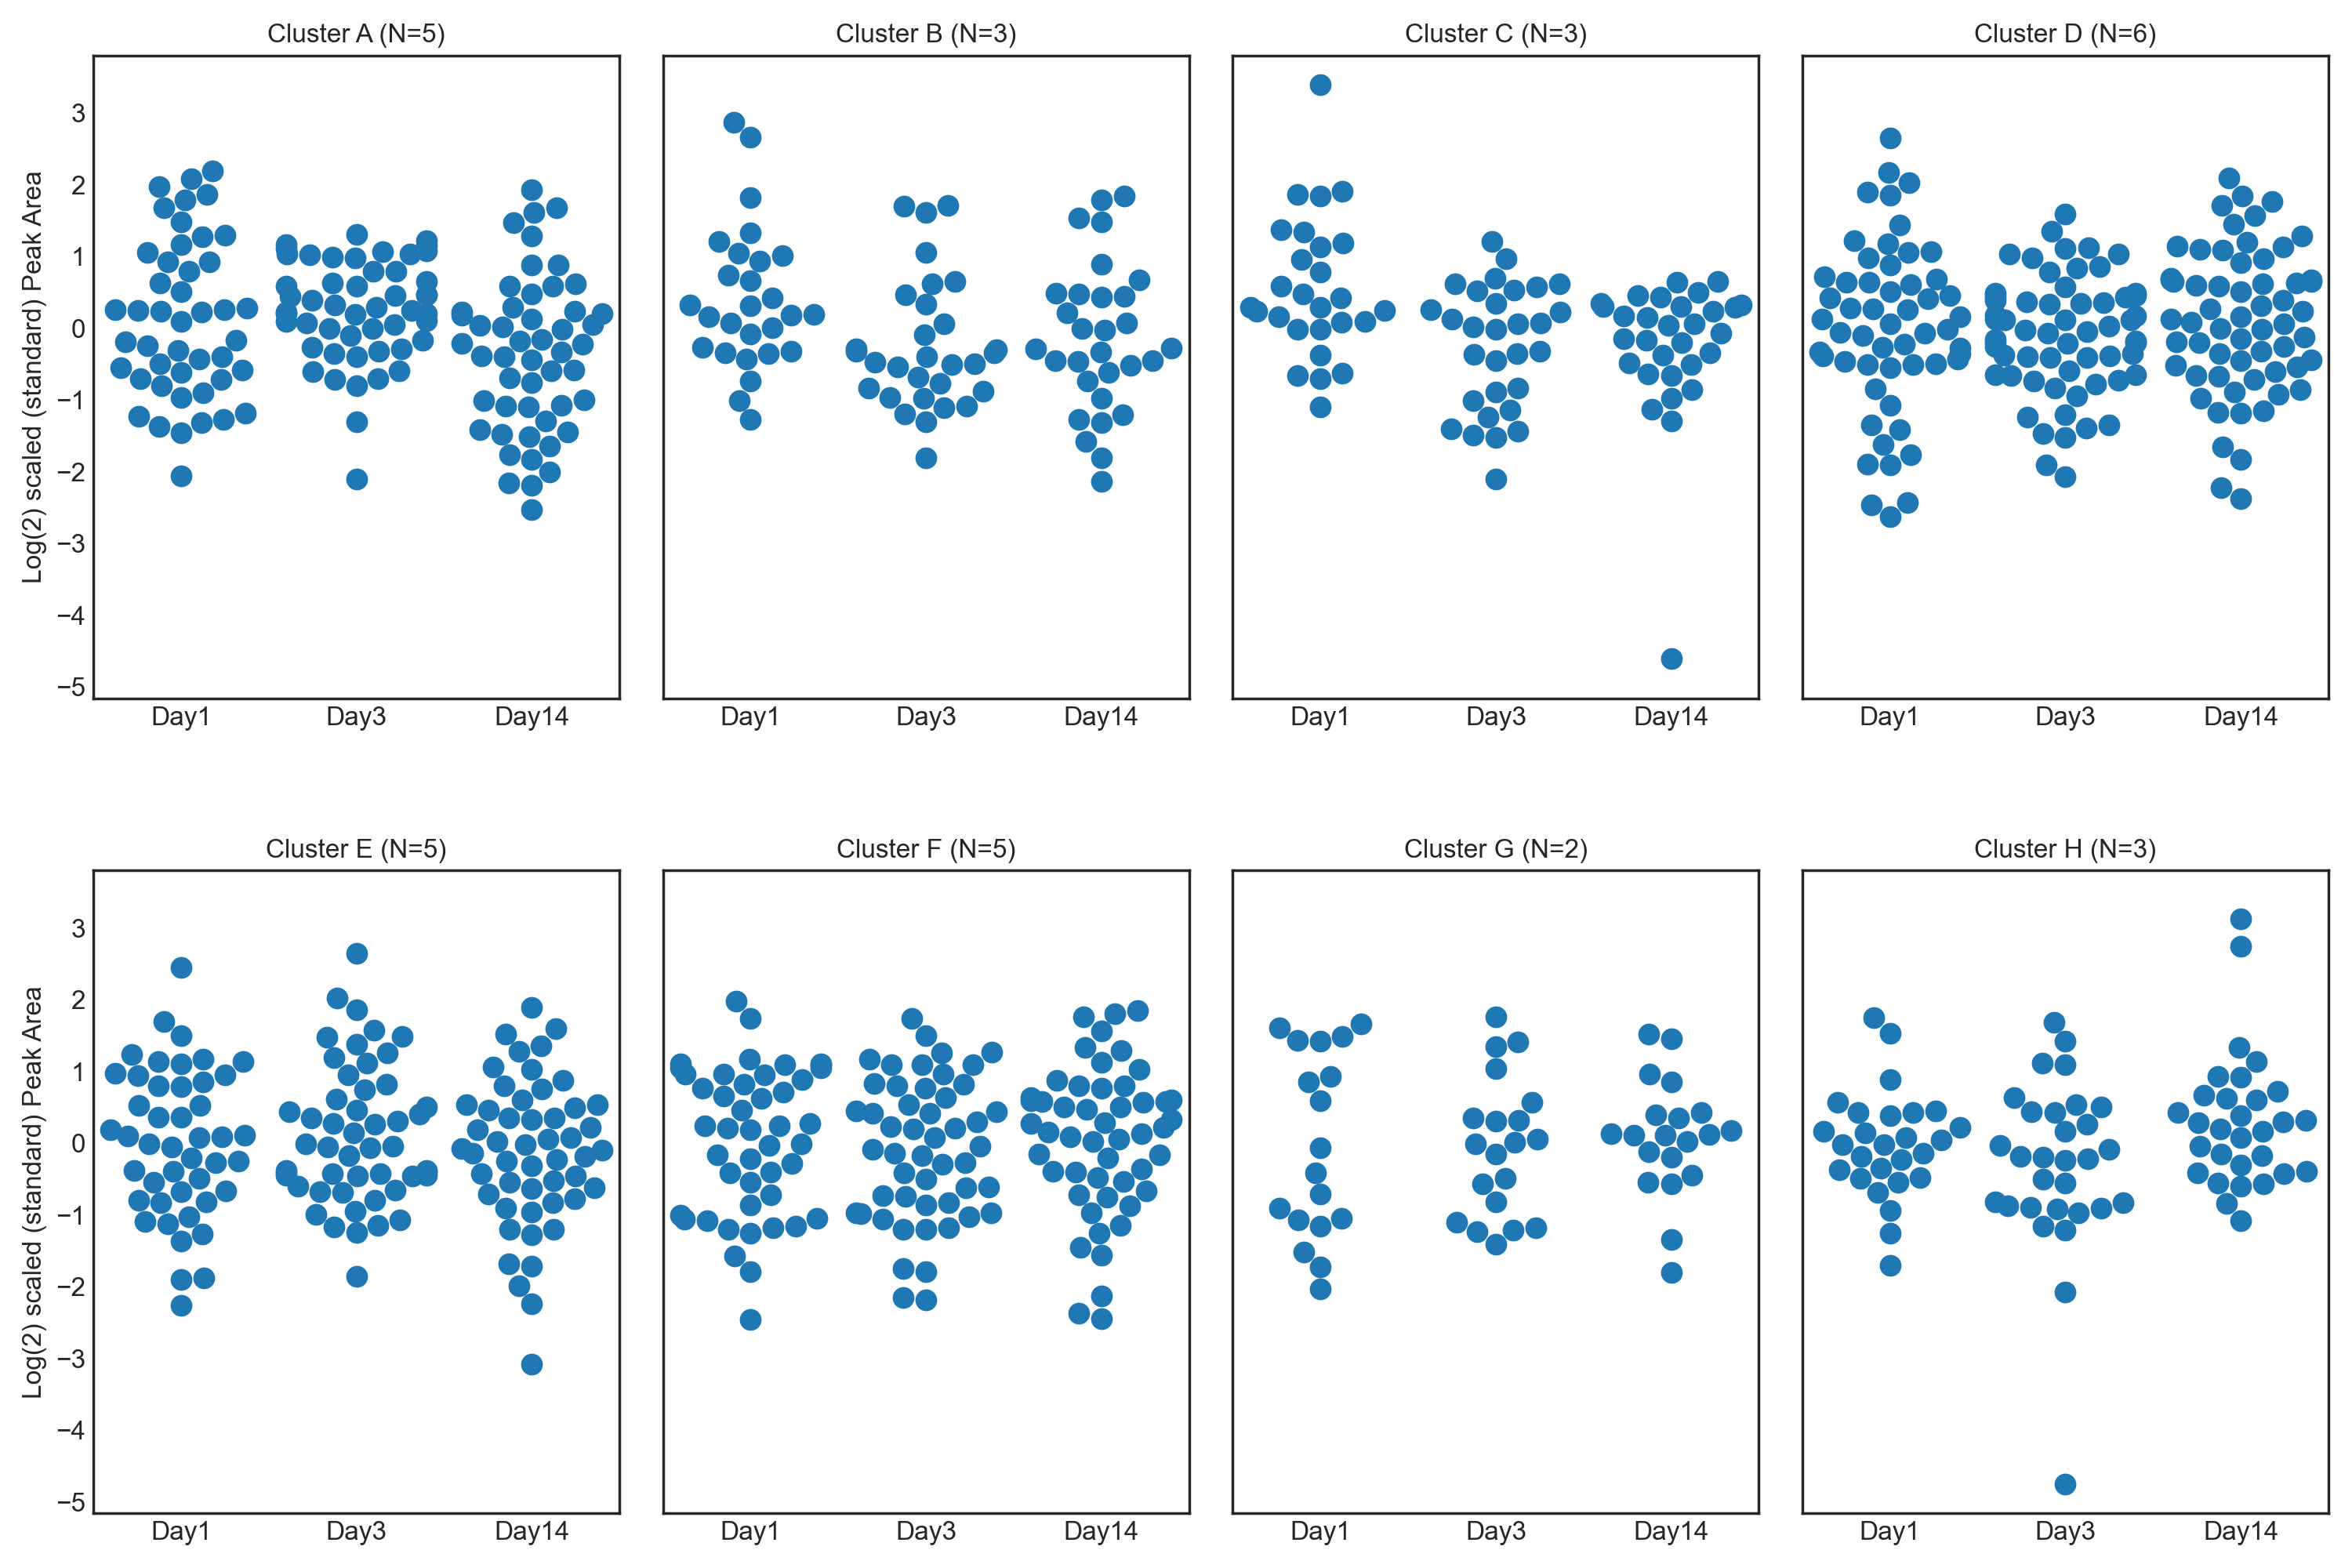 Cluster A (N=5)
Cluster B (N=3)
Cluster C (N=3)
Cluster D (N=6)
Log(2) scaled (standard) Peak Area
3
2
1
0
−1
−2
−3
−4
−5
Day1 Day3 Day14
Day1 Day3 Day14
Day1 Day3 Day14
Day1 Day3 Day14
Cluster E (N=5)
Cluster F (N=5)
Cluster G (N=2)
Cluster H (N=3)
Log(2) scaled (standard) Peak Area
3
2
1
0
−1
−2
−3
−4
−5
Day1 Day3 Day14
Day1 Day3 Day14
Day1 Day3 Day14
Day1 Day3 Day14